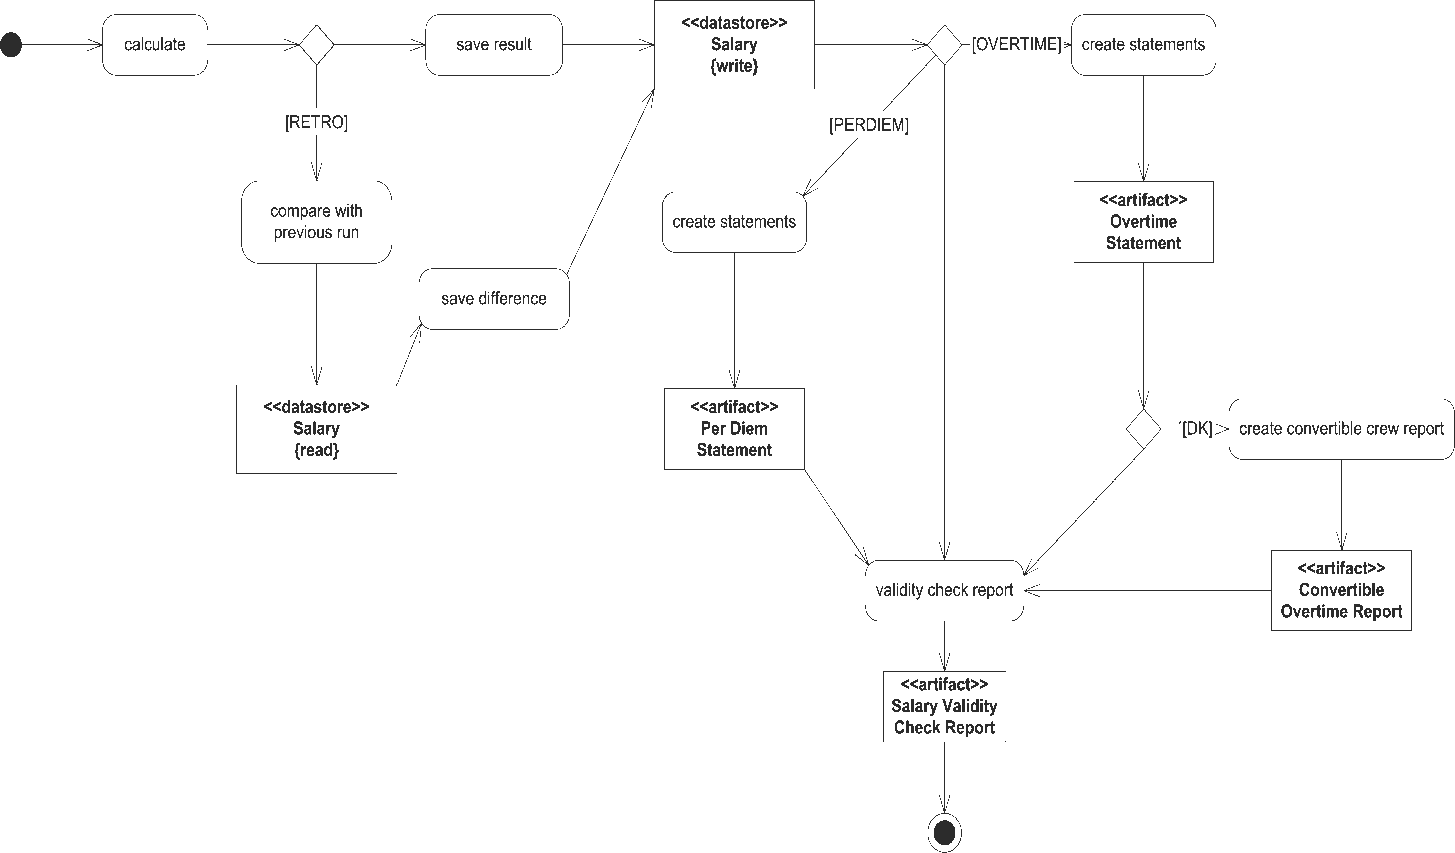 calculate
save result
<<datastore>>
Salary
{write}
[OVERTIME]
create statements
[RETRO]
[PERDIEM]
compare with
previous run
create statements
<<artifact>>
Overtime
Statement
save difference
<<datastore>>
Salary
{read}
<<artifact>>
Per Diem
Statement
[DK]
create convertible crew report
validity check report
<<artifact>>
Convertible
Overtime Report
<<artifact>>
Salary Validity
Check Report